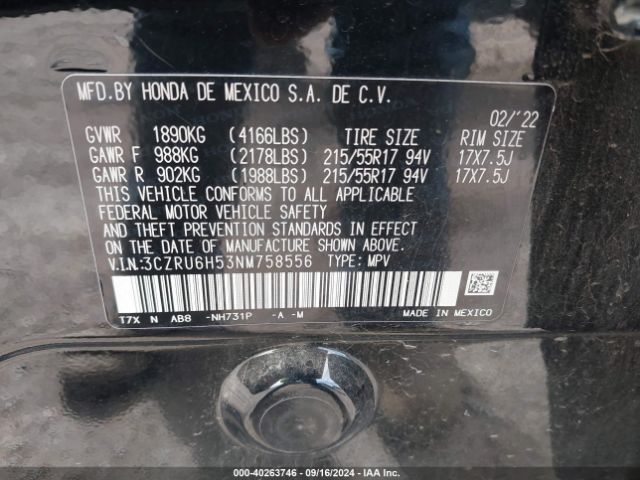 MFD.BY HONDA DE MEXICO S.A. DE C.V.
02/'22
GVWR 1890KG (4166LBS) TIRE SIZE RIM SIZE
GAWR F 988KG (2178LBS) 215/55R17 94V 17X7.5J
GAWR R 902KG (1988LBS) 215/55R17 94V 17X7.5J
THIS VEHICLE CONFORMS TO ALL APPLICABLE
FEDERAL MOTOR VEHICLE SAFETY
AND THEFT PREVENTION STANDARDS IN EFFECT
ON THE DATE OF MANUFACTURE SHOWN ABOVE.
V.I.N.:3CZRU6H53NM758556 TYPE: MPV
T7X N AB8 -NH731P -A -M MADE IN MEXICO
000-40263746 - 09/16/2024 - IAA Inc.